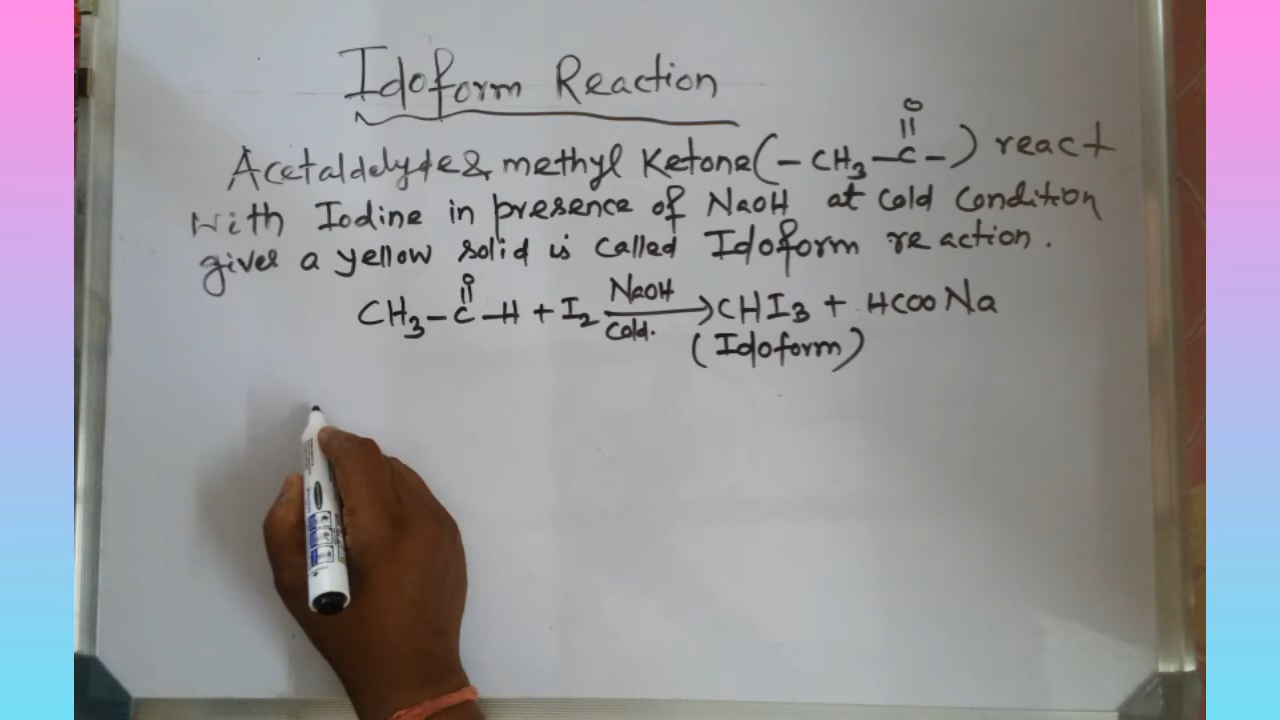 Idoform Reaction
Acetaldelyte & methyl Ketone (-CH₃-C-) react
O
||
with Iodine in presence of NaOH at cold condition
gives a yellow solid is called Idoform reaction.
O
||
CH₃-C-H + I₂ NaOH Cold. → CHI₃ + HCOONa
(Idoform)